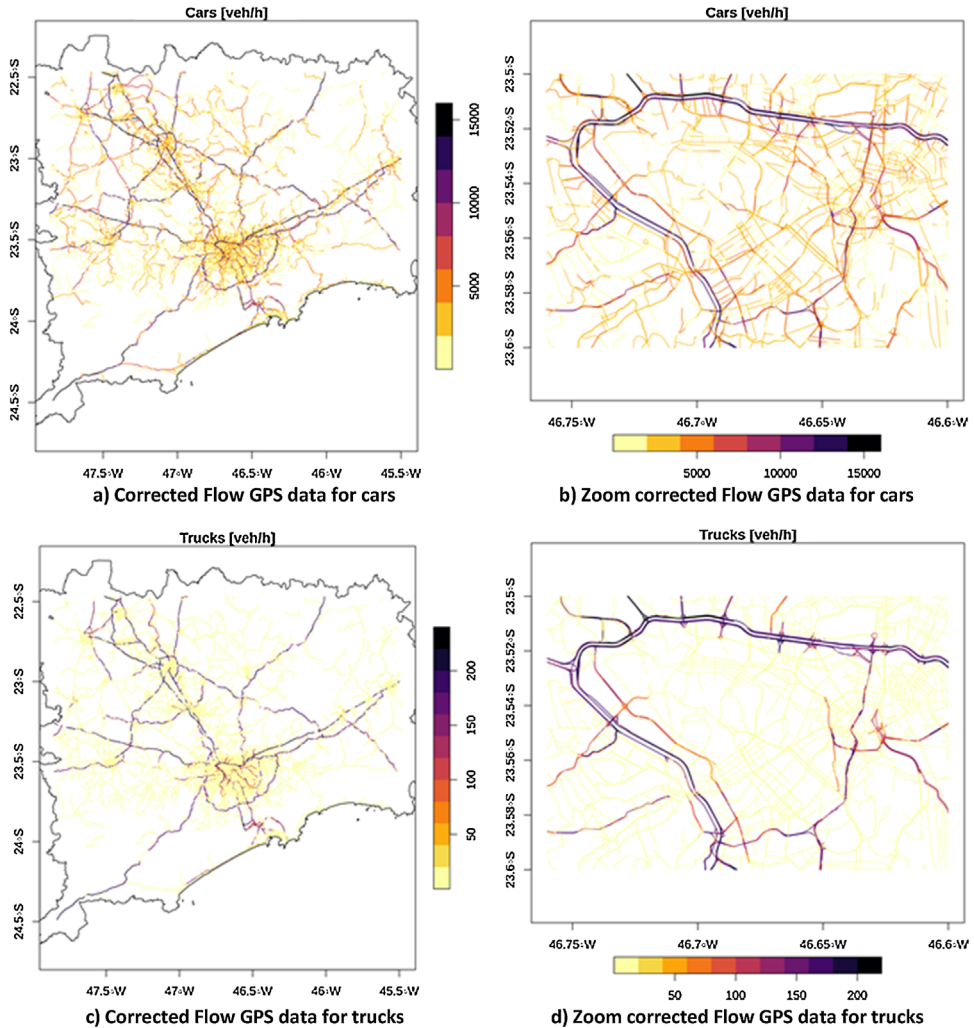 Cars [veh/h]
22.5◦S
23◦S
23.5◦S
24◦S
24.5◦S
15000
10000
5000
47.5◦W 47◦W 46.5◦W 46◦W 45.5◦W
a) Corrected Flow GPS data for cars
Cars [veh/h]
23.5◦S
23.52◦S
23.54◦S
23.56◦S
23.58◦S
23.6◦S
46.75◦W 46.7◦W 46.65◦W 46.6◦W
5000 10000 15000
b) Zoom corrected Flow GPS data for cars
Trucks [veh/h]
22.5◦S
23◦S
23.5◦S
24◦S
24.5◦S
200
150
100
50
47.5◦W 47◦W 46.5◦W 46◦W 45.5◦W
c) Corrected Flow GPS data for trucks
Trucks [veh/h]
23.5◦S
23.52◦S
23.54◦S
23.56◦S
23.58◦S
23.6◦S
46.75◦W 46.7◦W 46.65◦W 46.6◦W
50 100 150 200
d) Zoom corrected Flow GPS data for trucks